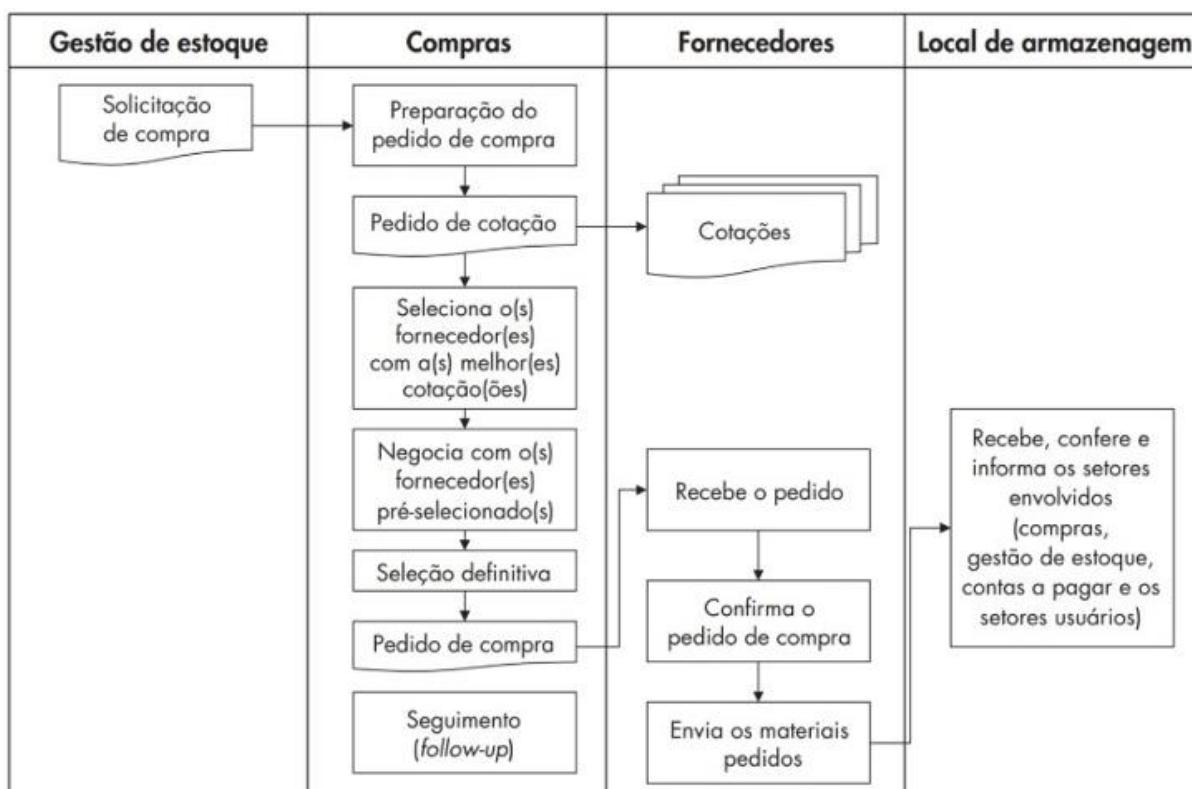 Gestão de estoque
Compras
Fornecedores
Local de armazenagem
Solicitação
de compra
Preparação do
pedido de compra
Pedido de cotação
Cotações
Seleciona o(s)
fornecedor(es)
com a(s) melhor(es)
cotação(ões)
Negocia com o(s)
fornecedor(es)
pré-selecionado(s)
Seleção definitiva
Pedido de compra
Seguimento
(follow-up)
Recebe o pedido
Confirma o
pedido de compra
Envia os materiais
pedidos
Recebe, confere e
informa os setores
envolvidos
(compras,
gestão de estoque,
contas a pagar e os
setores usuários)